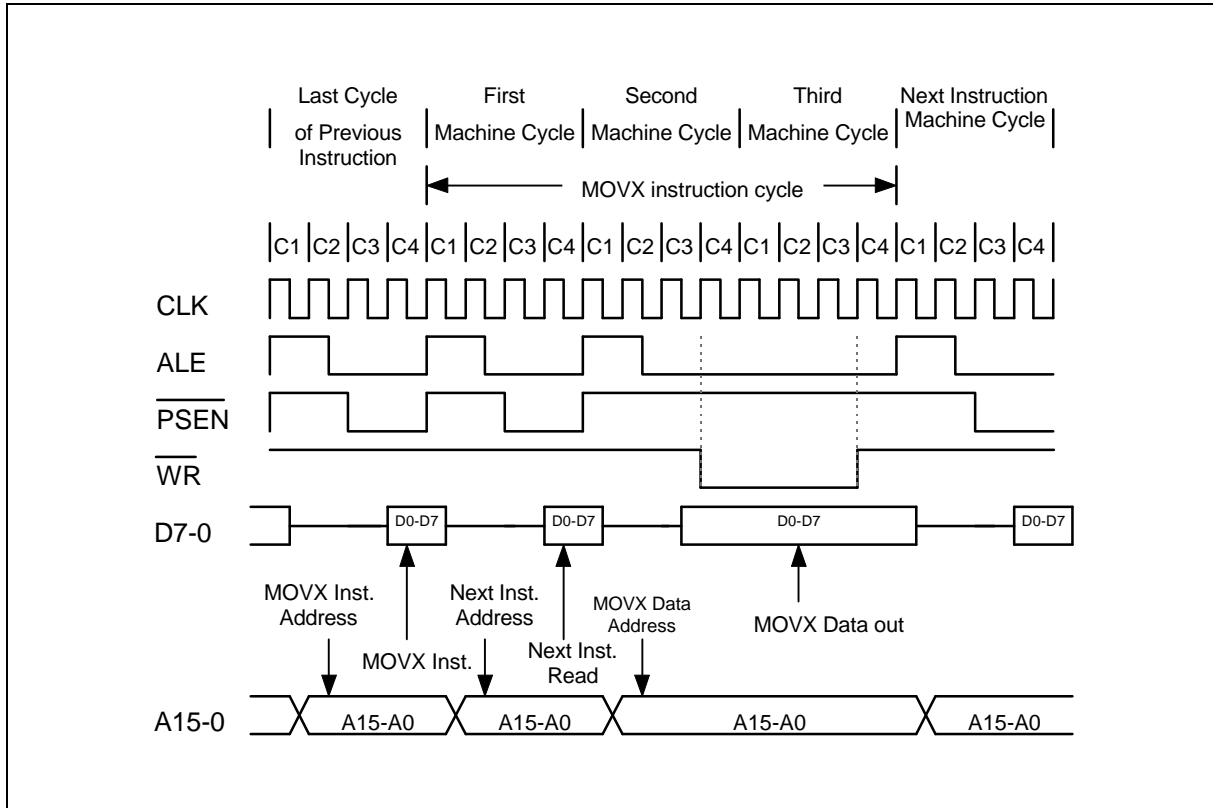 Last Cycle
of Previous
Instruction
First
Machine Cycle
Second
Machine Cycle
Third
Machine Cycle
Next Instruction
Machine Cycle
MOVX instruction cycle
C1 C2 C3 C4 C1 C2 C3 C4 C1 C2 C3 C4 C1 C2 C3 C4 C1 C2 C3 C4
CLK
ALE
PSEN
WR
D7-0
D0-D7 D0-D7 D0-D7 D0-D7
MOVX Inst.
Address
MOVX Inst.
Next Inst.
Address
Next Inst.
Read
MOVX Data
Address
MOVX Data out
A15-0
A15-A0 A15-A0 A15-A0 A15-A0